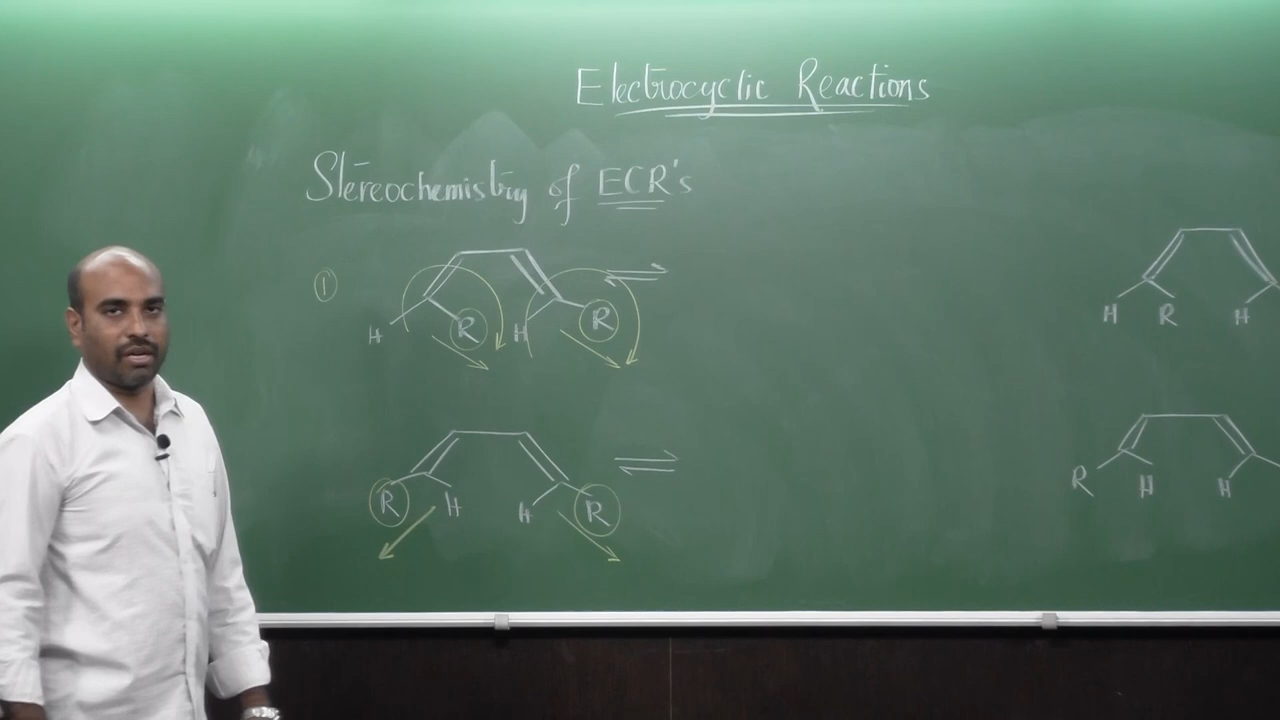 Electrocyclic Reactions
Stereochemistry of ECR's
①
H R H R
H R H
R H H R
R H H